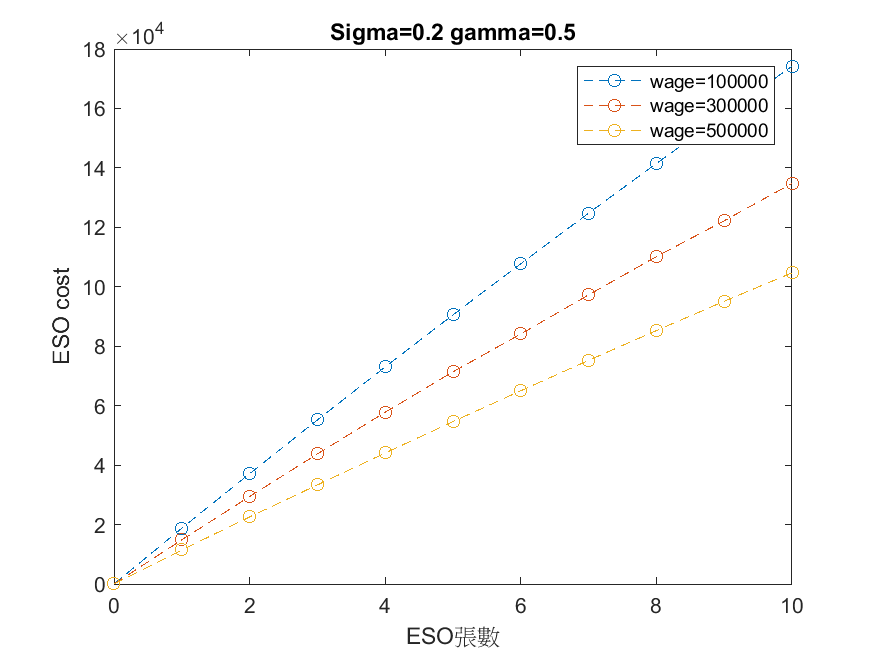 Sigma=0.2 gamma=0.5
×10⁴
18
16
14
12
10
8
6
4
2
0
ESO cost
wage=100000
wage=300000
wage=500000
0 2 4 6 8 10
ESO張數